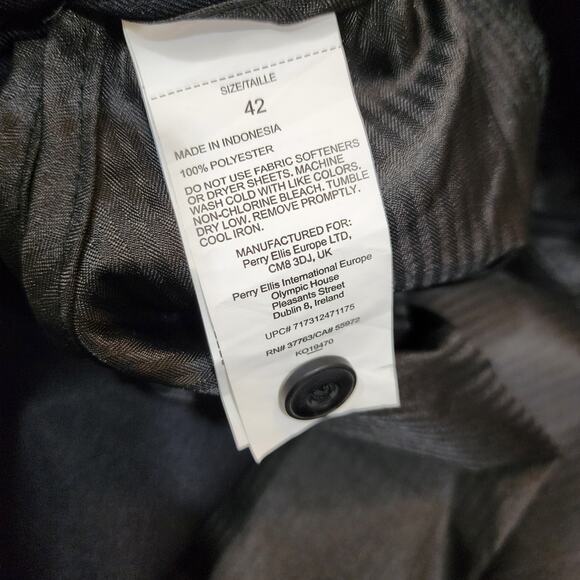 SIZE/TAILLE
42
MADE IN INDONESIA
100% POLYESTER
DO NOT USE FABRIC SOFTENERS
OR DRYER SHEETS. MACHINE
WASH COLD WITH LIKE COLORS,
NON-CHLORINE BLEACH. TUMBLE
DRY LOW. REMOVE PROMPTLY.
COOL IRON.
MANUFACTURED FOR:
Perry Ellis Europe LTD,
CM8 3DJ, UK
Perry Ellis International Europe
Olympic House
Pleasants Street
Dublin 8, Ireland
UPC# 717312471175
RN# 37763/CA# 55972
KO19470